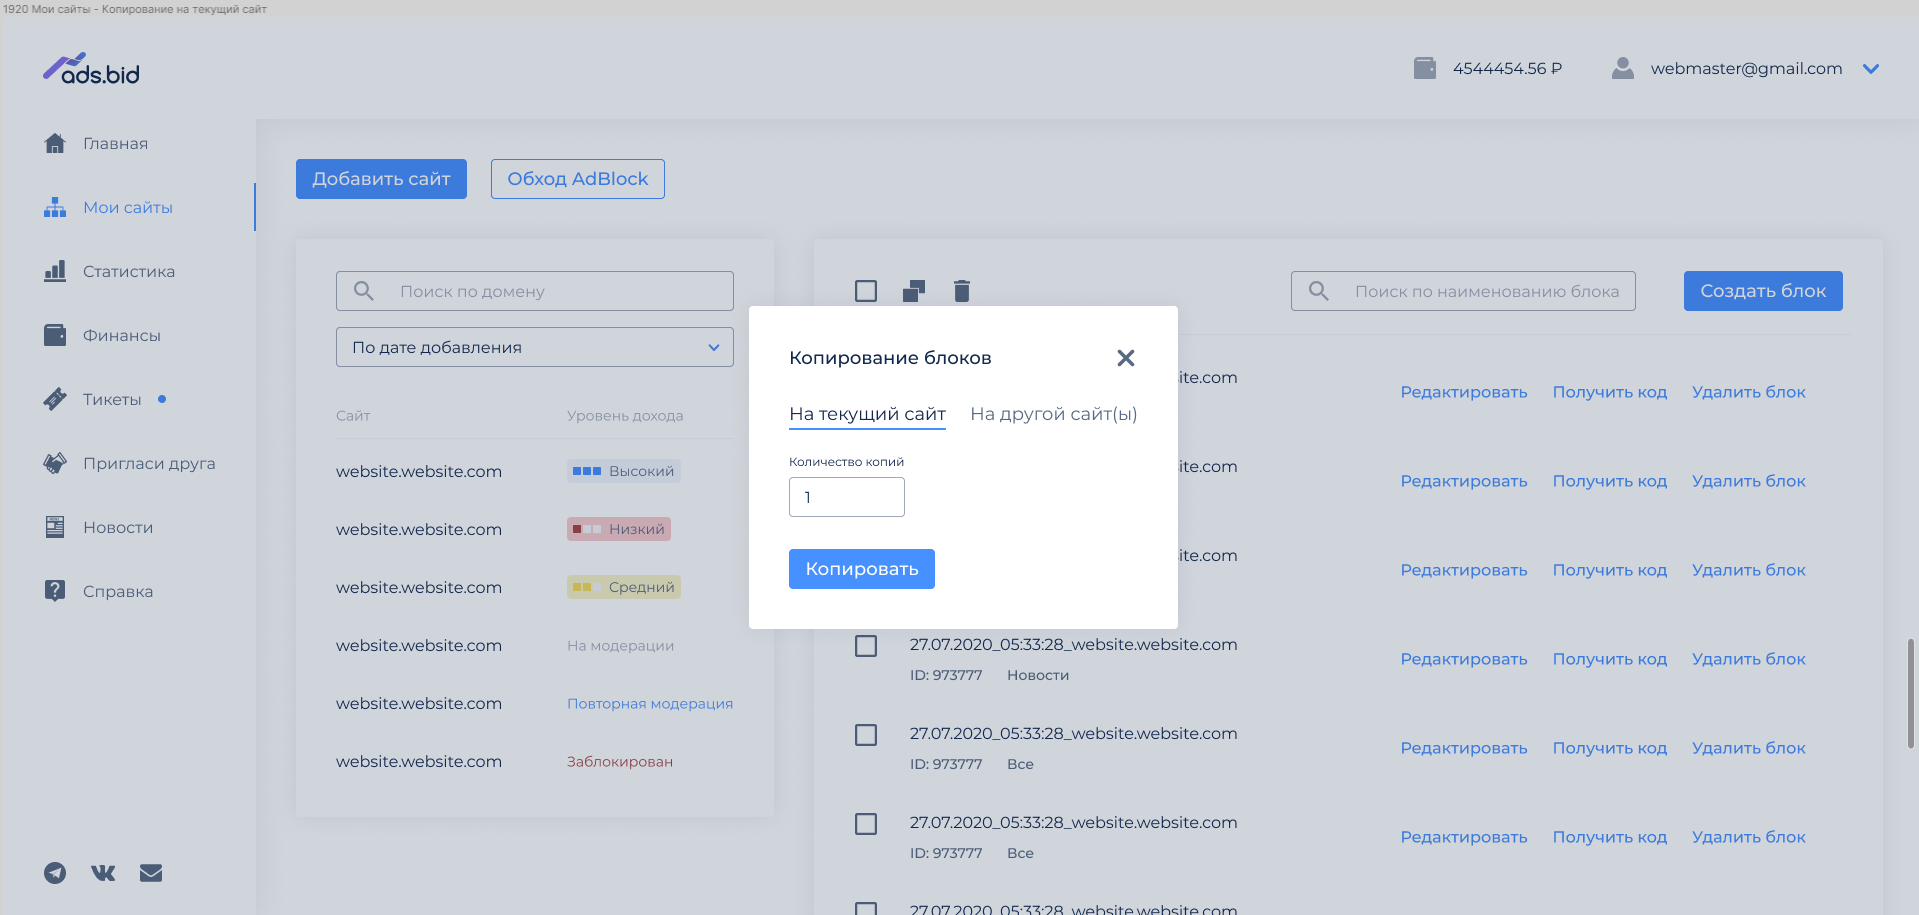 1920 Мои сайты - Копирование на текущий сайт
ads.bid
4544454.56 ₽
webmaster@gmail.com
Главная
Мои сайты
Статистика
Финансы
Тикеты
Пригласи друга
Новости
Справка
Добавить сайт
Обход AdBlock
Поиск по домену
По дате добавления
Сайт Уровень дохода
website.website.com Высокий
website.website.com Низкий
website.website.com Средний
website.website.com На модерации
website.website.com Повторная модерация
website.website.com Заблокирован
Поиск по наименованию блока
Создать блок
Копирование блоков
На текущий сайт На другой сайт(ы)
Количество копий
1
Копировать
ite.com Редактировать Получить код Удалить блок
ite.com Редактировать Получить код Удалить блок
ite.com Редактировать Получить код Удалить блок
27.07.2020_05:33:28_website.website.com
ID: 973777 Новости
Редактировать Получить код Удалить блок
27.07.2020_05:33:28_website.website.com
ID: 973777 Все
Редактировать Получить код Удалить блок
27.07.2020_05:33:28_website.website.com
ID: 973777 Все
Редактировать Получить код Удалить блок
27.07.2020_05:33:28_website.website.com